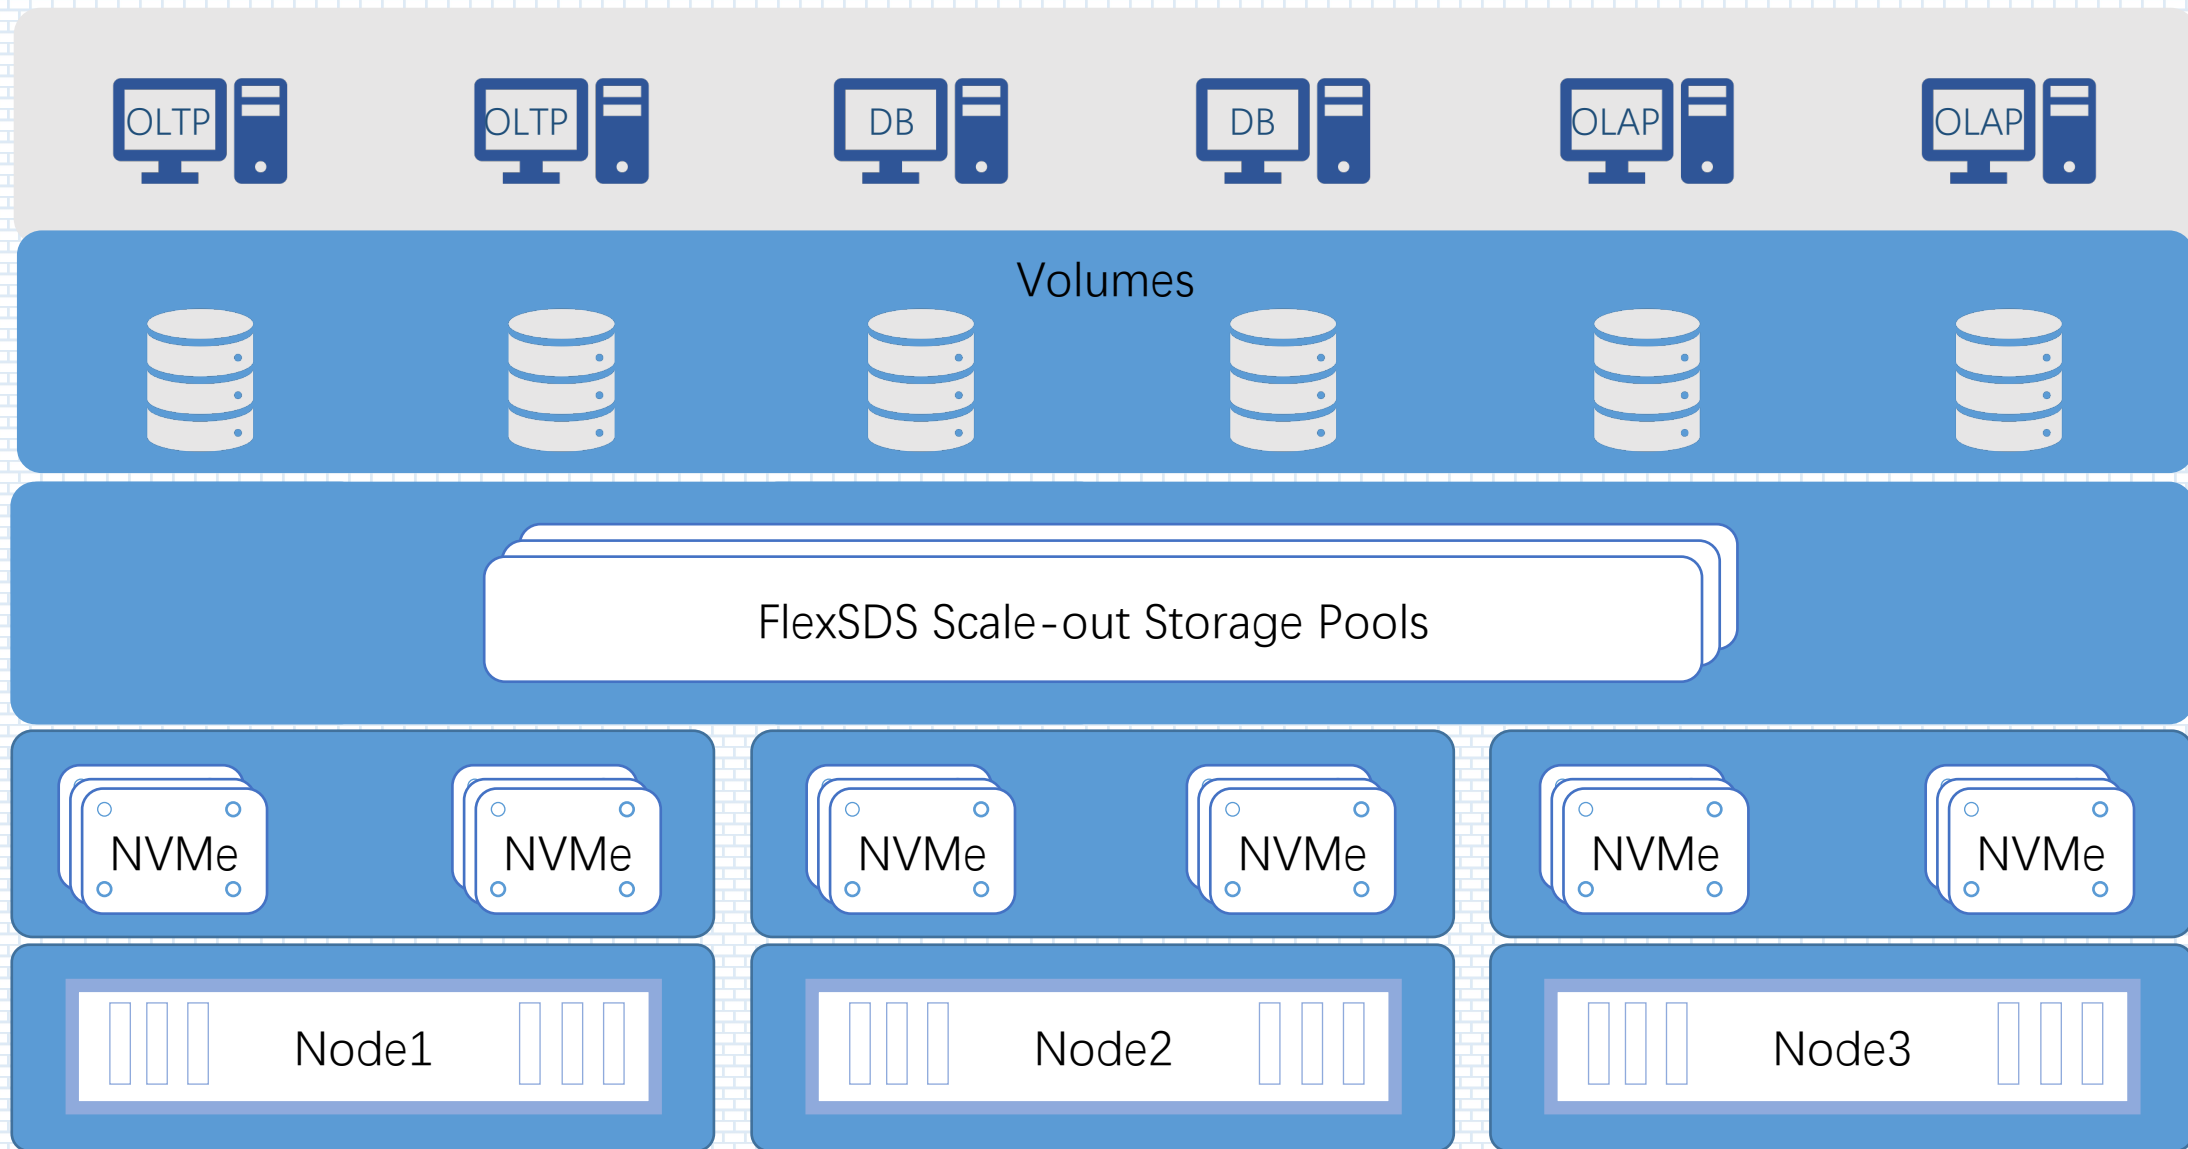 OLTP OLTP DB DB OLAP OLAP
Volumes
FlexSDS Scale-out Storage Pools
NVMe NVMe NVMe NVMe NVMe NVMe
Node1 Node2 Node3